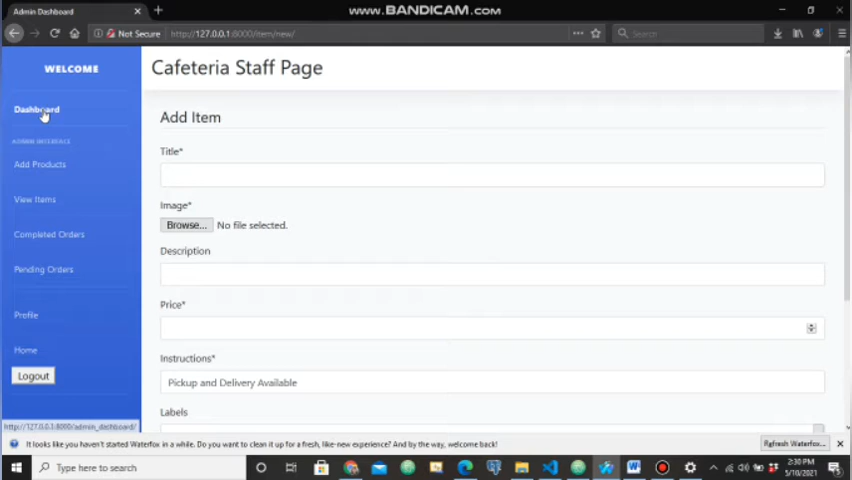 Admin Dashboard
www.BANDICAM.com
Not Secure
http://127.0.0.1:8000/item/new/
Search
WELCOME
Cafeteria Staff Page
Dashboard
ADMIN INTERFACE
Add Products
View Items
Completed Orders
Pending Orders
Profile
Home
Logout
Add Item
Title*
Image*
Browse... No file selected.
Description
Price*
Instructions*
Pickup and Delivery Available
Labels
http://127.0.0.1:8000/admin_dashboard/
It looks like you haven't started Waterfox in a while. Do you want to clean it up for a fresh, like-new experience? And by the way, welcome back!
Refresh Waterfox...
Type here to search
2:30 PM
5/10/2021